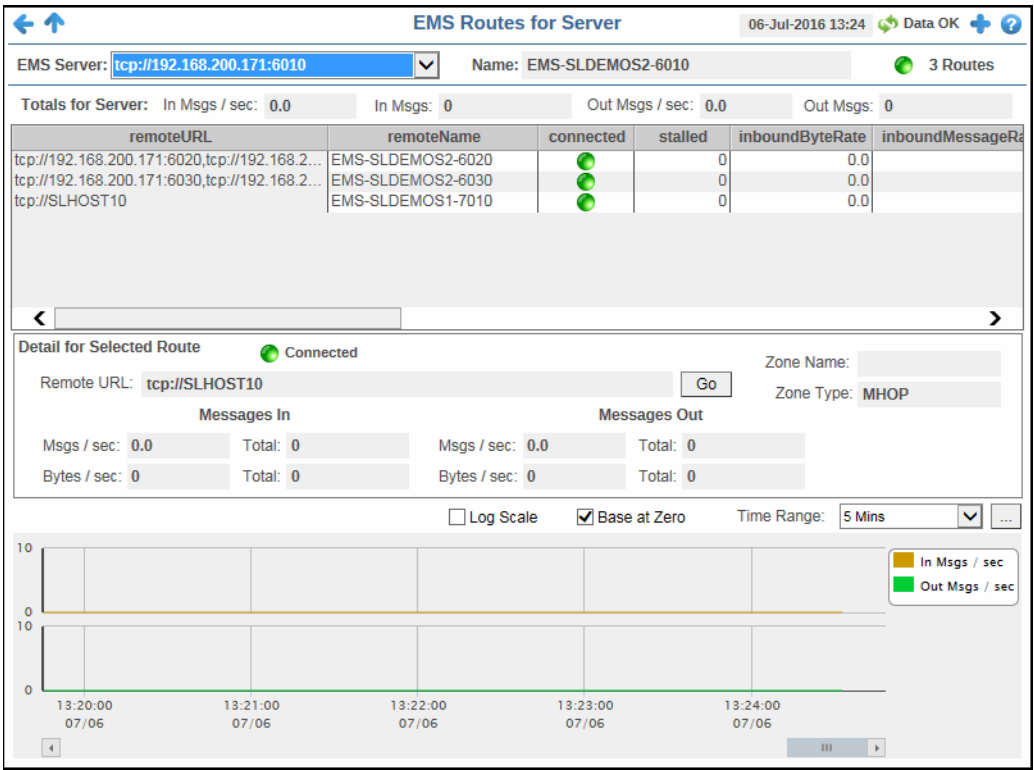 EMS Routes for Server 06-Jul-2016 13:24 Data OK
EMS Server: tcp://192.168.200.171:6010 Name: EMS-SLDEMOS2-6010 3 Routes
Totals for Server: In Msgs / sec: 0.0 In Msgs: 0 Out Msgs / sec: 0.0 Out Msgs: 0
remoteURL remoteName connected stalled inboundByteRate inboundMessageRa
tcp://192.168.200.171:6020,tcp://192.168.2... EMS-SLDEMOS2-6020 0 0.0
tcp://192.168.200.171:6030,tcp://192.168.2... EMS-SLDEMOS2-6030 0 0.0
tcp://SLHOST10 EMS-SLDEMOS1-7010 0 0.0
Detail for Selected Route Connected
Zone Name:
Remote URL: tcp://SLHOST10 Go
Zone Type: MHOP
Messages In Messages Out
Msgs / sec: 0.0 Total: 0 Msgs / sec: 0.0 Total: 0
Bytes / sec: 0 Total: 0 Bytes / sec: 0 Total: 0
Log Scale Base at Zero Time Range: 5 Mins ...
10
In Msgs / sec
Out Msgs / sec
0
10
0
13:20:00 13:21:00 13:22:00 13:23:00 13:24:00
07/06 07/06 07/06 07/06 07/06